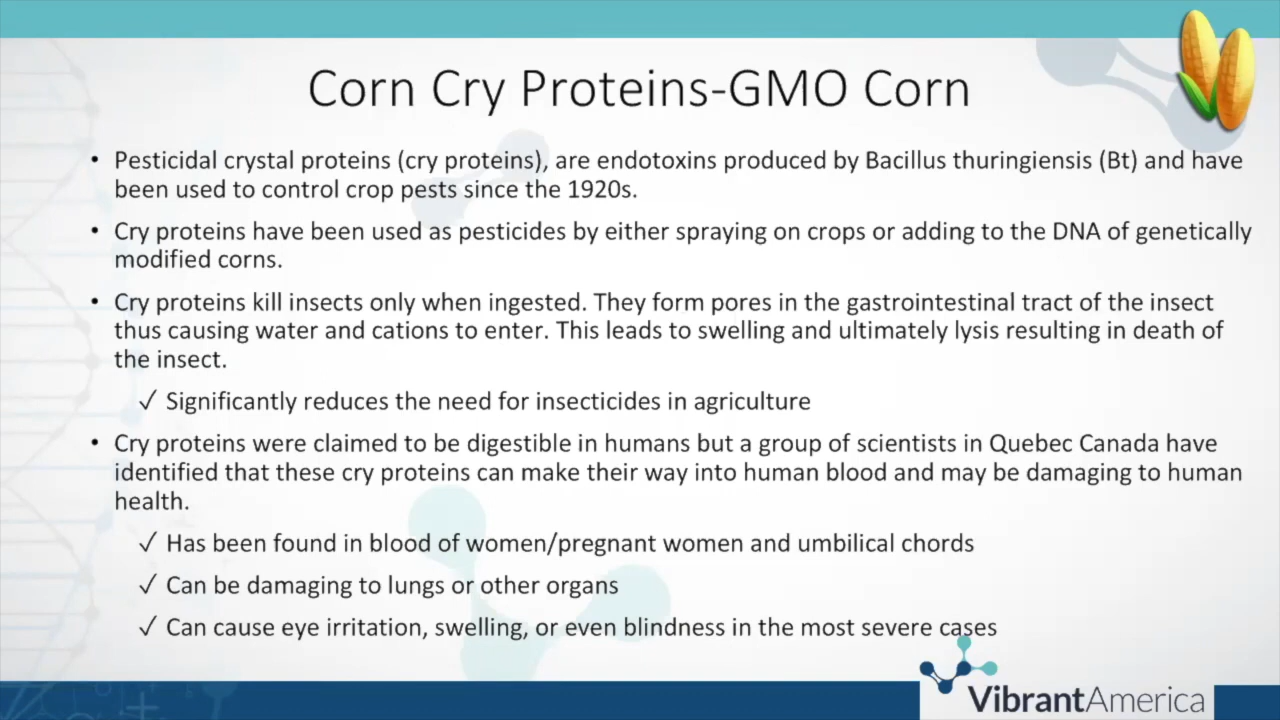 Corn Cry Proteins-GMO Corn
• Pesticidal crystal proteins (cry proteins), are endotoxins produced by Bacillus thuringiensis (Bt) and have
been used to control crop pests since the 1920s.
• Cry proteins have been used as pesticides by either spraying on crops or adding to the DNA of genetically
modified corns.
• Cry proteins kill insects only when ingested. They form pores in the gastrointestinal tract of the insect
thus causing water and cations to enter. This leads to swelling and ultimately lysis resulting in death of
the insect.
✓ Significantly reduces the need for insecticides in agriculture
• Cry proteins were claimed to be digestible in humans but a group of scientists in Quebec Canada have
identified that these cry proteins can make their way into human blood and may be damaging to human
health.
✓ Has been found in blood of women/pregnant women and umbilical chords
✓ Can be damaging to lungs or other organs
✓ Can cause eye irritation, swelling, or even blindness in the most severe cases
VibrantAmerica